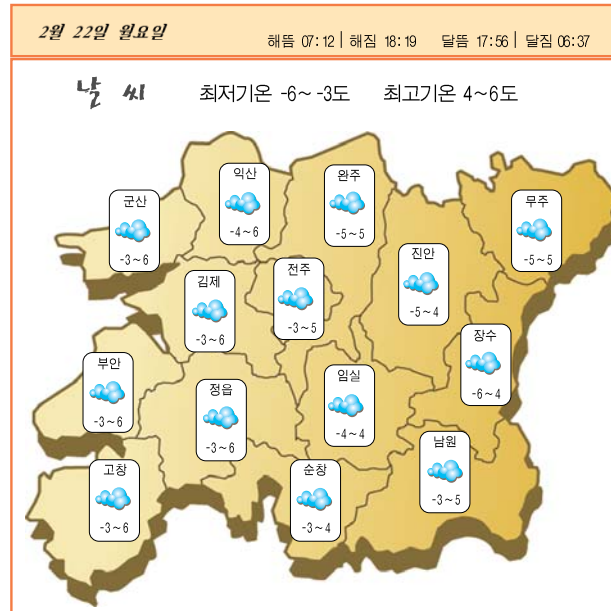 2월 22일 월요일
해뜸 07:12 | 해짐 18:19 달뜸 17:56 | 달짐 06:37
날 씨 최저기온 -6~ -3도 최고기온 4~6도
군산
-3~6
익산
-4~6
완주
-5~5
무주
-5~5
김제
-3~6
전주
-3~5
진안
-5~4
장수
-6~4
부안
-3~6
정읍
-3~6
임실
-4~4
남원
-3~5
고창
-3~6
순창
-3~4